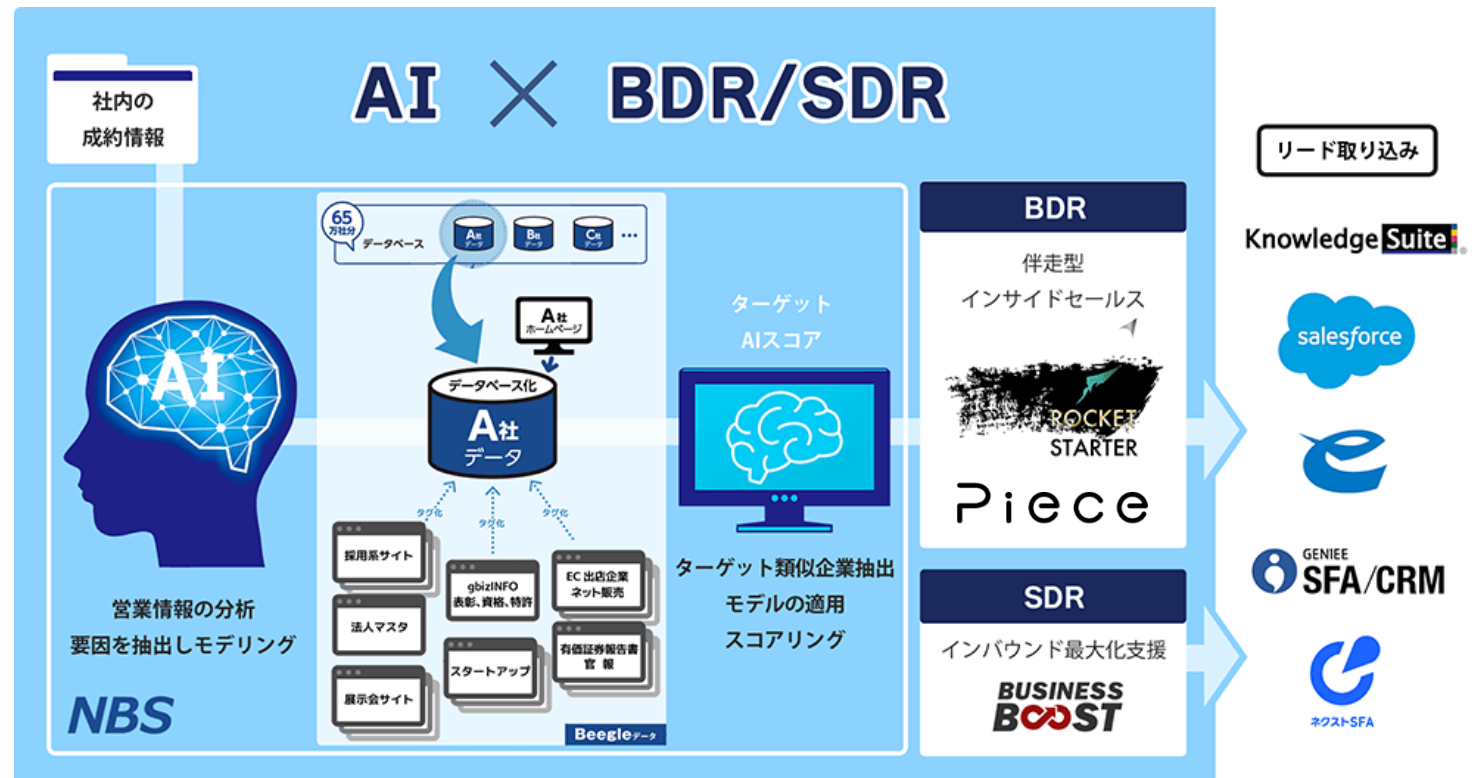 社内の
成約情報
AI × BDR/SDR
65
万社分
データベース
A社
データ
B社
データ
C社
データ
...
A社
ホームページ
データベース化
A社
データ
タグ化
タグ化
タグ化
採用系サイト
法人マスタ
展示会サイト
gbizINFO
表彰、資格、特許
スタートアップ
EC出店企業
ネット販売
有価証券報告書
官 報
Beegleデータ
AI
営業情報の分析
要因を抽出しモデリング
NBS
ターゲット
AIスコア
ターゲット類似企業抽出
モデルの適用
スコアリング
BDR
伴走型
インサイドセールス
ROCKET
STARTER
Piece
SDR
インバウンド最大化支援
BUSINESS
BOOST
リード取り込み
Knowledge Suite®
salesforce
e
GENIEE
SFA/CRM
ネクストSFA